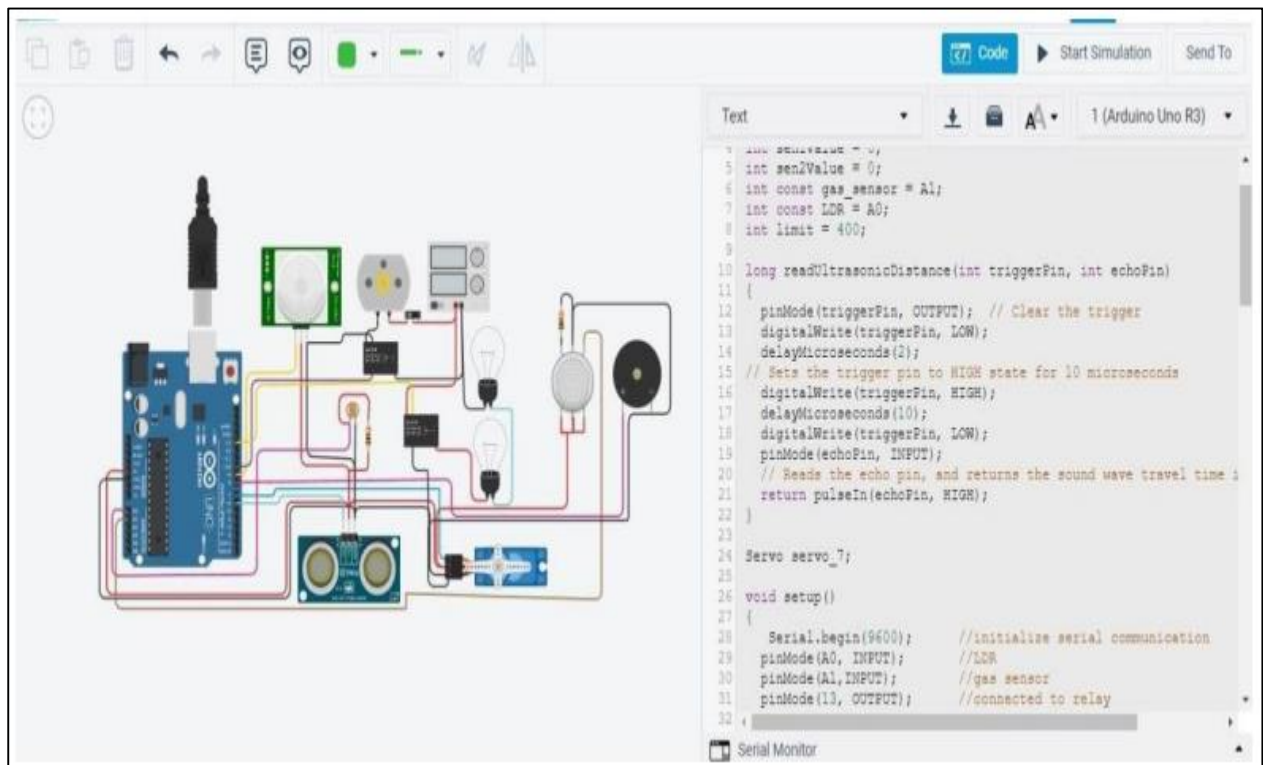 Code
Start Simulation
Send To
Text
1 (Arduino Uno R3)
5 int sen2Value = 0;
6 int const gas_sensor = A1;
7 int const LDR = A0;
8 int limit = 400;
9
10 long readUltrasonicDistance(int triggerPin, int echoPin)
11 {
12 pinMode(triggerPin, OUTPUT); // Clear the trigger
13 digitalWrite(triggerPin, LOW);
14 delayMicroseconds(2);
15 // Sets the trigger pin to HIGH state for 10 microseconds
16 digitalWrite(triggerPin, HIGH);
17 delayMicroseconds(10);
18 digitalWrite(triggerPin, LOW);
19 pinMode(echoPin, INPUT);
20 // Reads the echo pin, and returns the sound wave travel time i
21 return pulseIn(echoPin, HIGH);
22 }
23
24 Servo servo_7;
25
26 void setup()
27 {
28 Serial.begin(9600); //initialize serial communication
29 pinMode(A0, INPUT); //LDR
30 pinMode(A1,INPUT); //gas sensor
31 pinMode(13, OUTPUT); //connected to relay
32
Serial Monitor
UNO